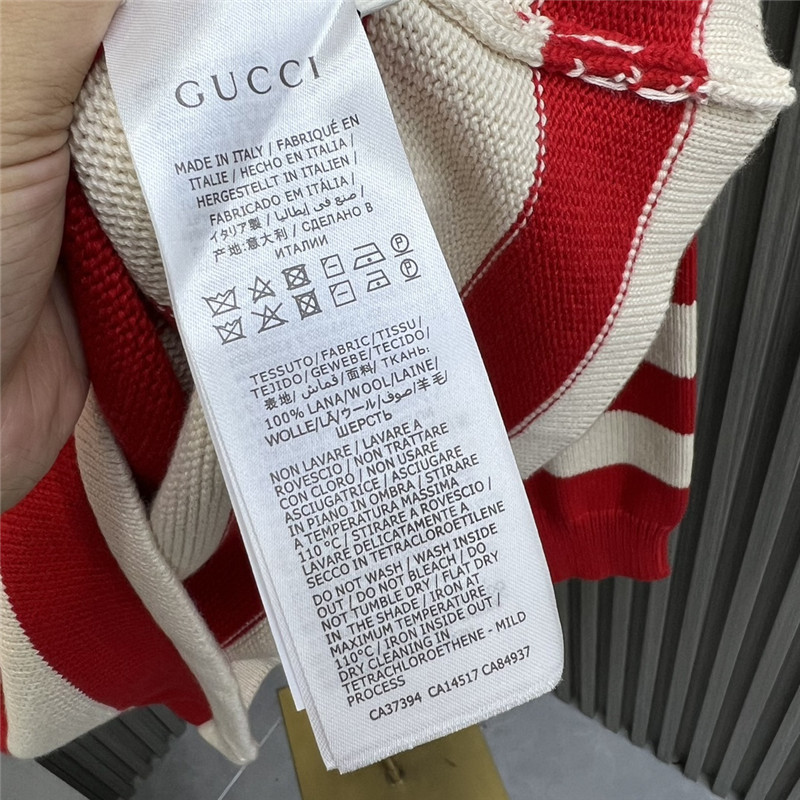 GUCCI
MADE IN ITALY / FABRIQUÉ EN
ITALIE / HECHO EN ITALIA /
HERGESTELLT IN ITALIEN /
FABRICADO EM ITÁLIA /
イタリア製 / صنع في إيطاليا /
产地:意大利 / СДЕЛАНО В
ИТАЛИИ
TESSUTO/FABRIC/TISSU/
TEJIDO/GEWEBE/TECIDO/
表地/قماش/面料/ ТКАНЬ:
100% LANA/WOOL/LAINE/
WOLLE/LÃ/ウール/صوف/羊毛/
ШЕРСТЬ
NON LAVARE / LAVARE A
ROVESCIO / NON TRATTARE
CON CLORO / NON
ASCIUGATRICE / ASCIUGARE
IN PIANO IN OMBRA / STIRARE
A TEMPERATURA MASSIMA
110 °C / STIRARE A ROVESCIO /
LAVARE DELICATAMENTE A
SECCO IN TETRACLOROETILENE
DO NOT WASH / WASH INSIDE
OUT / DO NOT BLEACH / DO
NOT TUMBLE DRY / FLAT DRY
IN THE SHADE / IRON AT
MAXIMUM TEMPERATURE
110°C / IRON INSIDE OUT /
DRY CLEANING IN
TETRACHLOROETHENE - MILD
PROCESS
CA37394 CA14517 CA84937